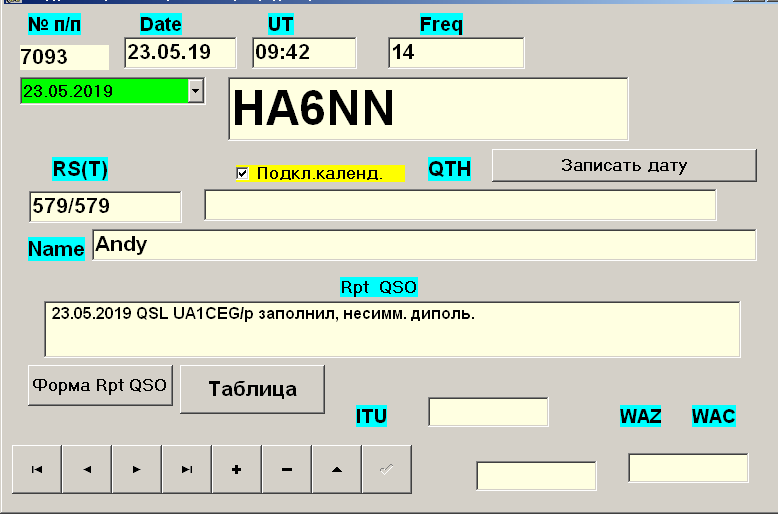 № п/п Date UT Freq
7093 23.05.19 09:42 14
23.05.2019
HA6NN
RS(T) Подкл.календ. QTH Записать дату
579/579
Name Andy
Rpt QSO
23.05.2019 QSL UA1CEG/p заполнил, несимм. диполь.
Форма Rpt QSO Таблица
ITU WAZ WAC